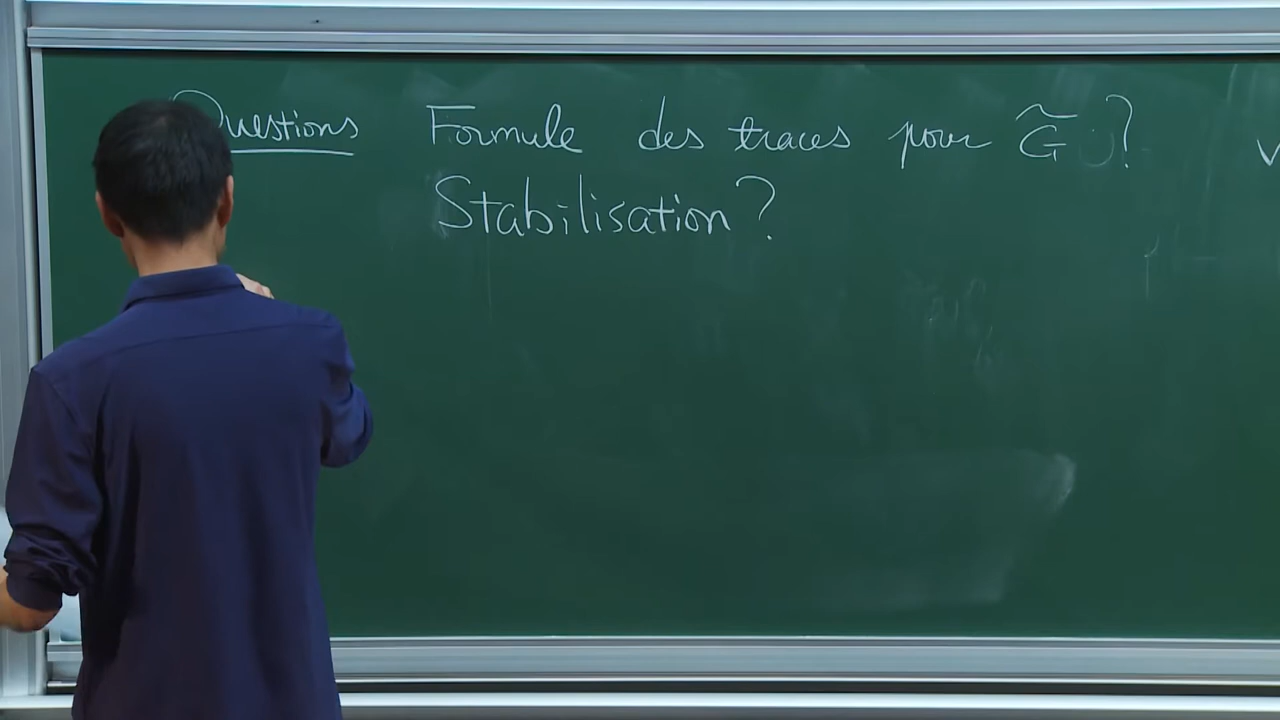 Questions Formule des traces pour G̃ ?
Stabilisation ?